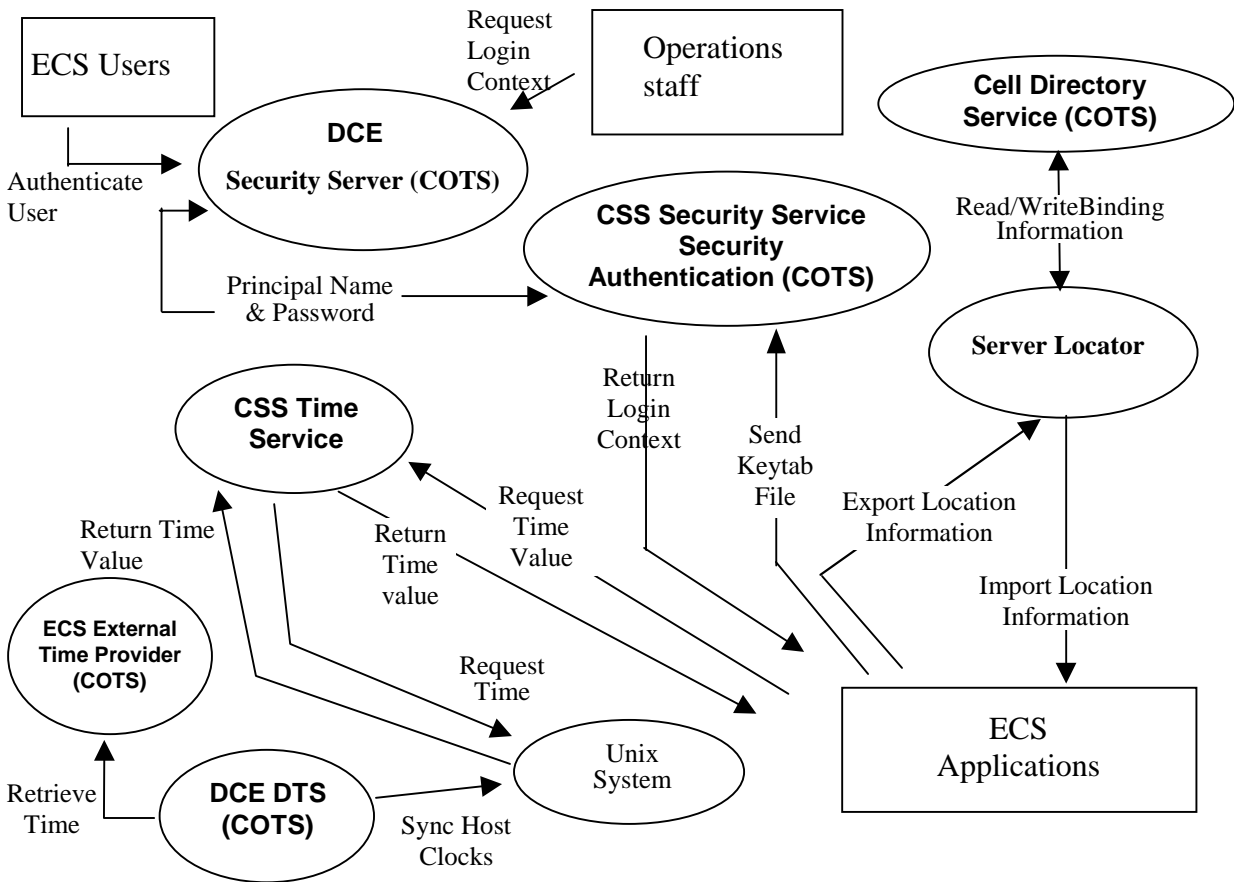 ECS Users
Request
Login
Context
Operations
staff
Cell Directory
Service (COTS)
DCE
Security Server (COTS)
Authenticate
User
CSS Security Service
Security
Authentication (COTS)
Read/WriteBinding
Information
Principal Name
& Password
Server Locator
CSS Time
Service
Return
Login
Context
Send
Keytab
File
Request
Time
Value
Export Location
Information
Return Time
Value
Return
Time
value
Import Location
Information
ECS External
Time Provider
(COTS)
Request
Time
Unix
System
ECS
Applications
Retrieve
Time
DCE DTS
(COTS)
Sync Host
Clocks